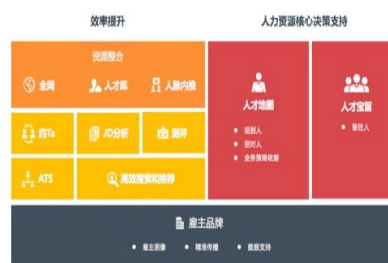 效率提升
人力资源核心决策支持
资源整合
全网
人才库
人脉内推
约Ta
JD分析
测评
ATS
高效搜索和推荐
人才地图
招到人
挖对人
业务策略依据
人才宝留
留住人
雇主品牌
雇主画像
精准传播
数据支持